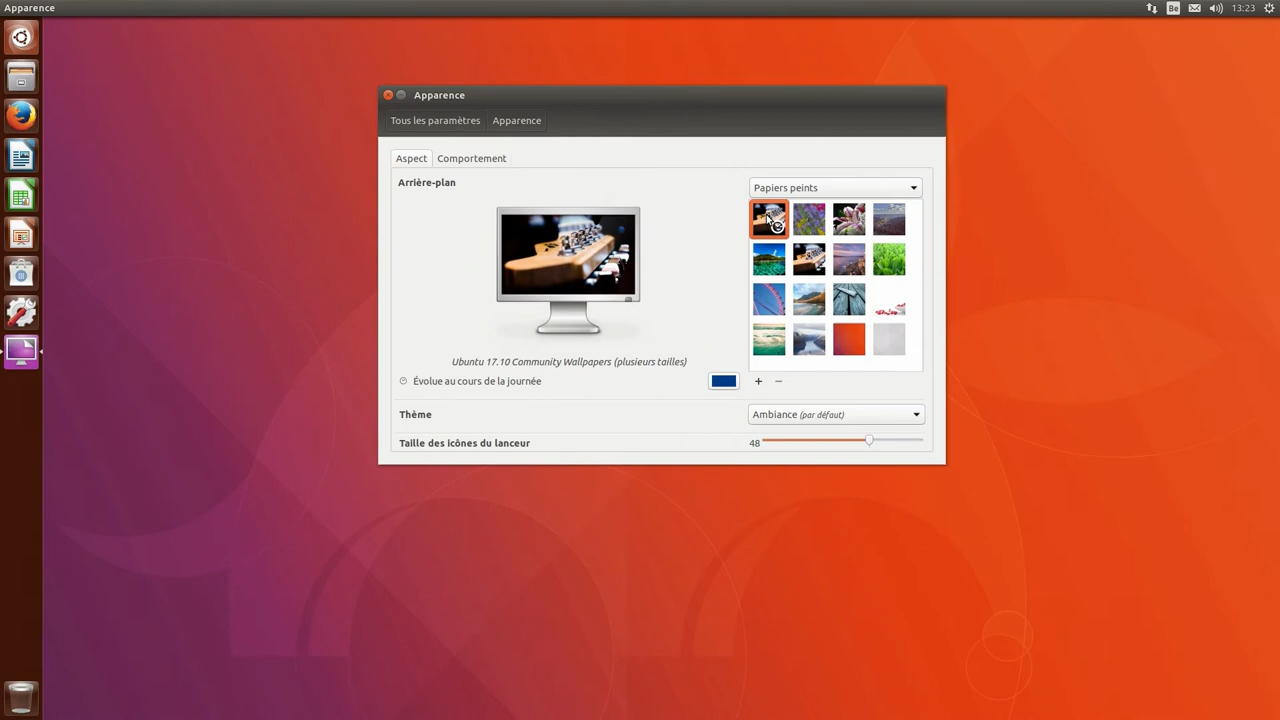 Apparence
Be
13:23
Apparence
Tous les paramètres
Apparence
Aspect
Comportement
Arrière-plan
Papiers peints
Ubuntu 17.10 Community Wallpapers (plusieurs tailles)
Évolue au cours de la journée
Thème
Ambiance (par défaut)
Taille des icônes du lanceur
48